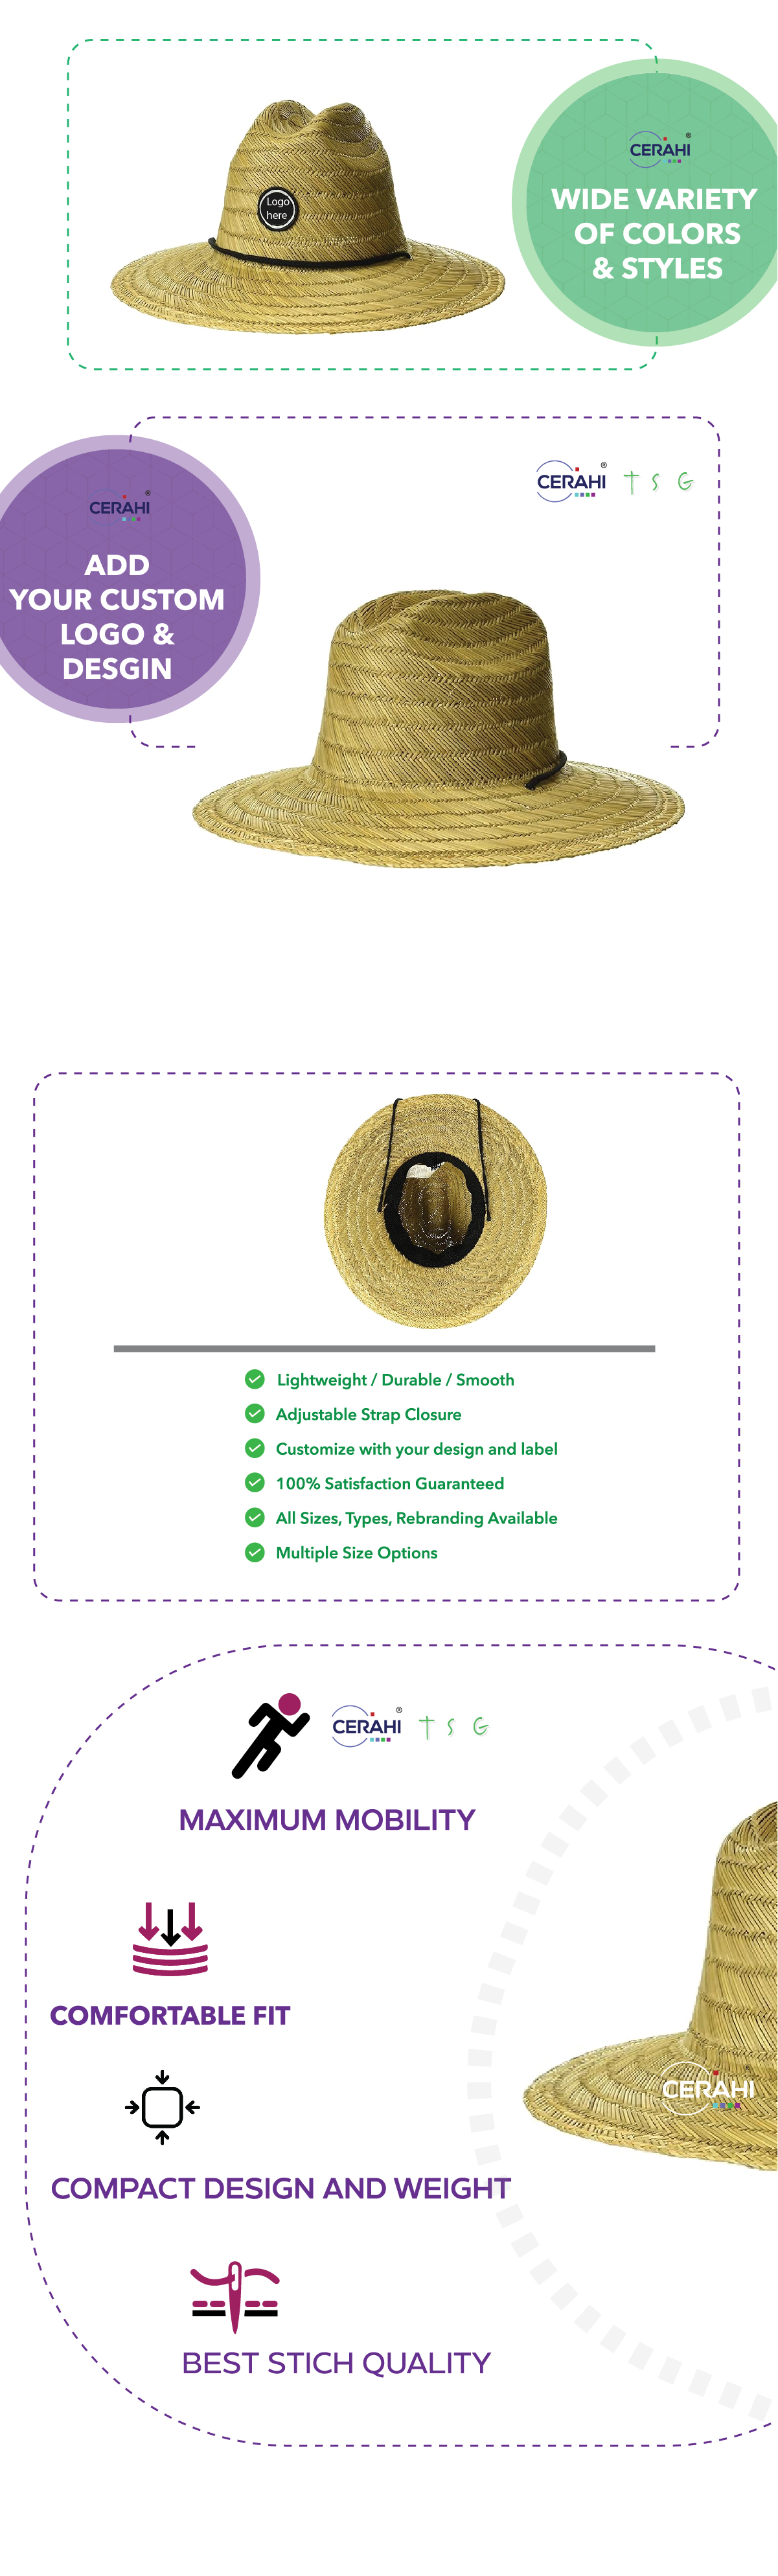 Logo
here
CERAHI ®
WIDE VARIETY
OF COLORS
& STYLES
CERAHI ® T S G
CERAHI ®
ADD
YOUR CUSTOM
LOGO &
DESGIN
Lightweight / Durable / Smooth
Adjustable Strap Closure
Customize with your design and label
100% Satisfaction Guaranteed
All Sizes, Types, Rebranding Available
Multiple Size Options
CERAHI ® T S G
MAXIMUM MOBILITY
COMFORTABLE FIT
CERAHI ®
COMPACT DESIGN AND WEIGHT
BEST STICH QUALITY